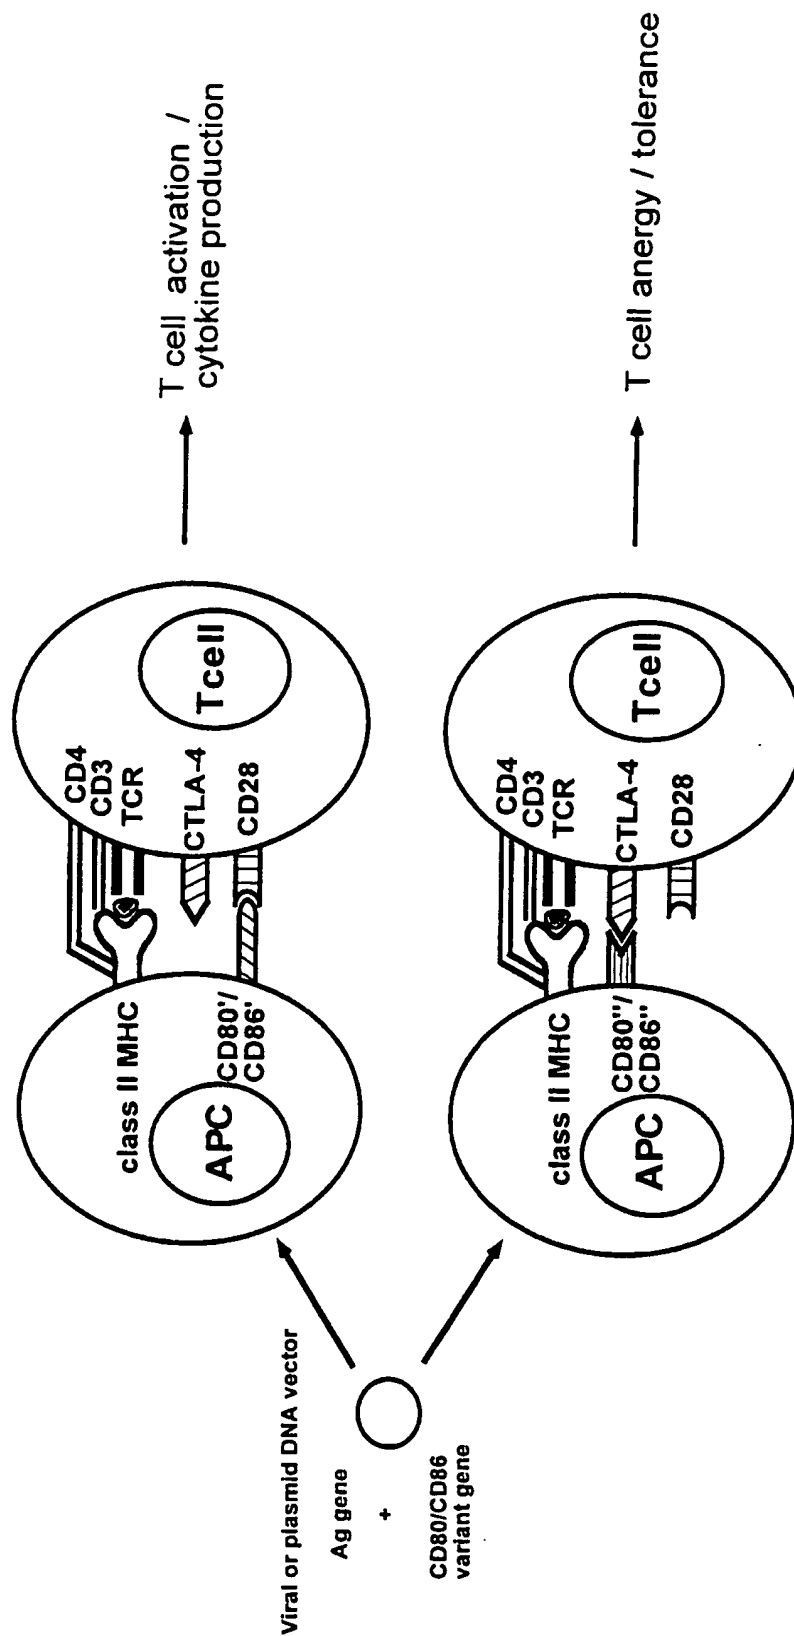 Viral or plasmid DNA vector
Ag gene
+
CD80/CD86
variant gene
class II MHC
APC
CD80'/
CD86'
CD4
CD3
TCR
CTLA-4
CD28
Tcell
T cell activation /
cytokine production
class II MHC
APC
CD80"/
CD86"
CD4
CD3
TCR
CTLA-4
CD28
Tcell
T cell anergy / tolerance